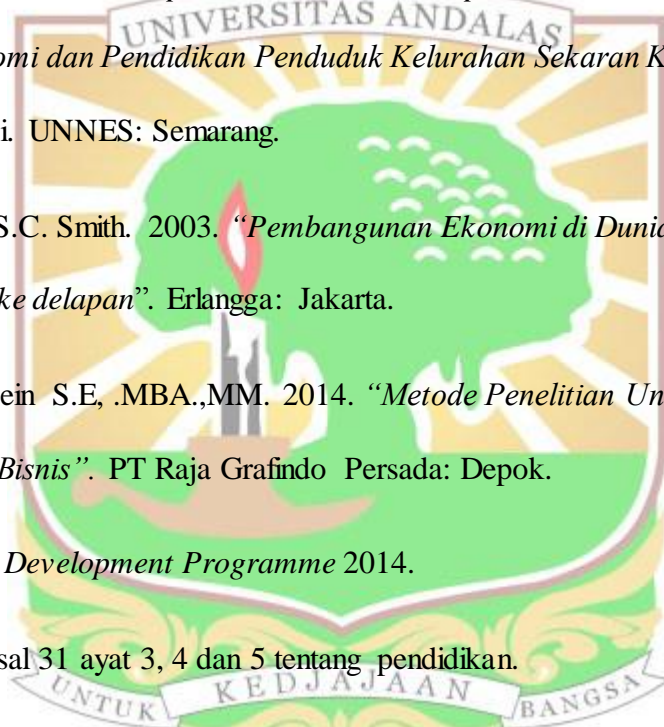 UNIVERSITAS ANDALAS
omi dan Pendidikan Penduduk Kelurahan Sekaran K
i. UNNES: Semarang.
S.C. Smith. 2003. “Pembangunan Ekonomi di Dunia
ke delapan”. Erlangga: Jakarta.
ein S.E, .MBA.,MM. 2014. “Metode Penelitian Un
Bisnis”. PT Raja Grafindo Persada: Depok.
Development Programme 2014.
sal 31 ayat 3, 4 dan 5 tentang pendidikan.
UNTUK KEDJAJAAN BANGSA